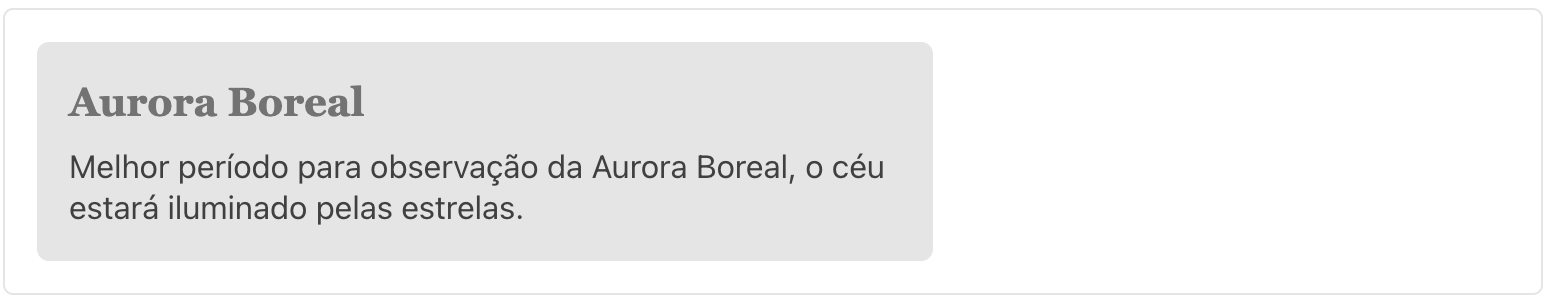 Aurora Boreal
Melhor período para observação da Aurora Boreal, o céu
estará iluminado pelas estrelas.